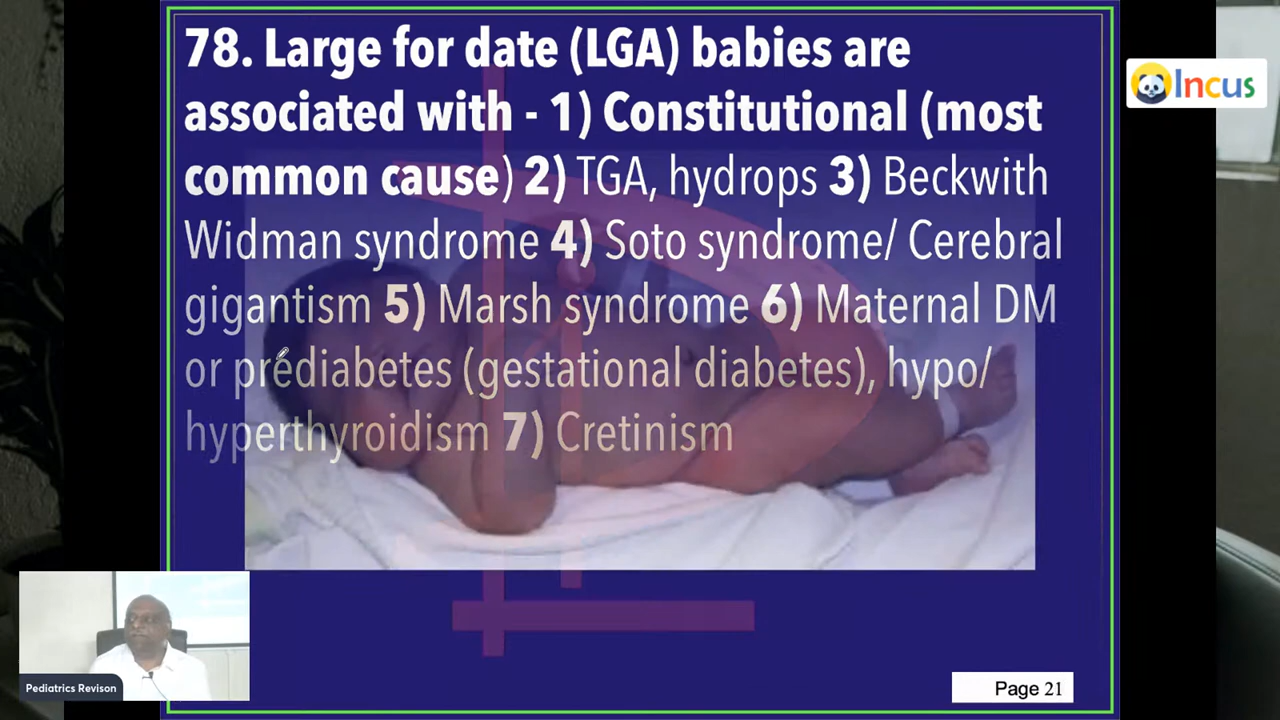 78. Large for date (LGA) babies are
associated with - 1) Constitutional (most
common cause) 2) TGA, hydrops 3) Beckwith
Widman syndrome 4) Soto syndrome/ Cerebral
gigantism 5) Marsh syndrome 6) Maternal DM
or prédiabetes (gestational diabetes), hypo/
hyperthyroidism 7) Cretinism
Incus
Pediatrics Revison
Page 21